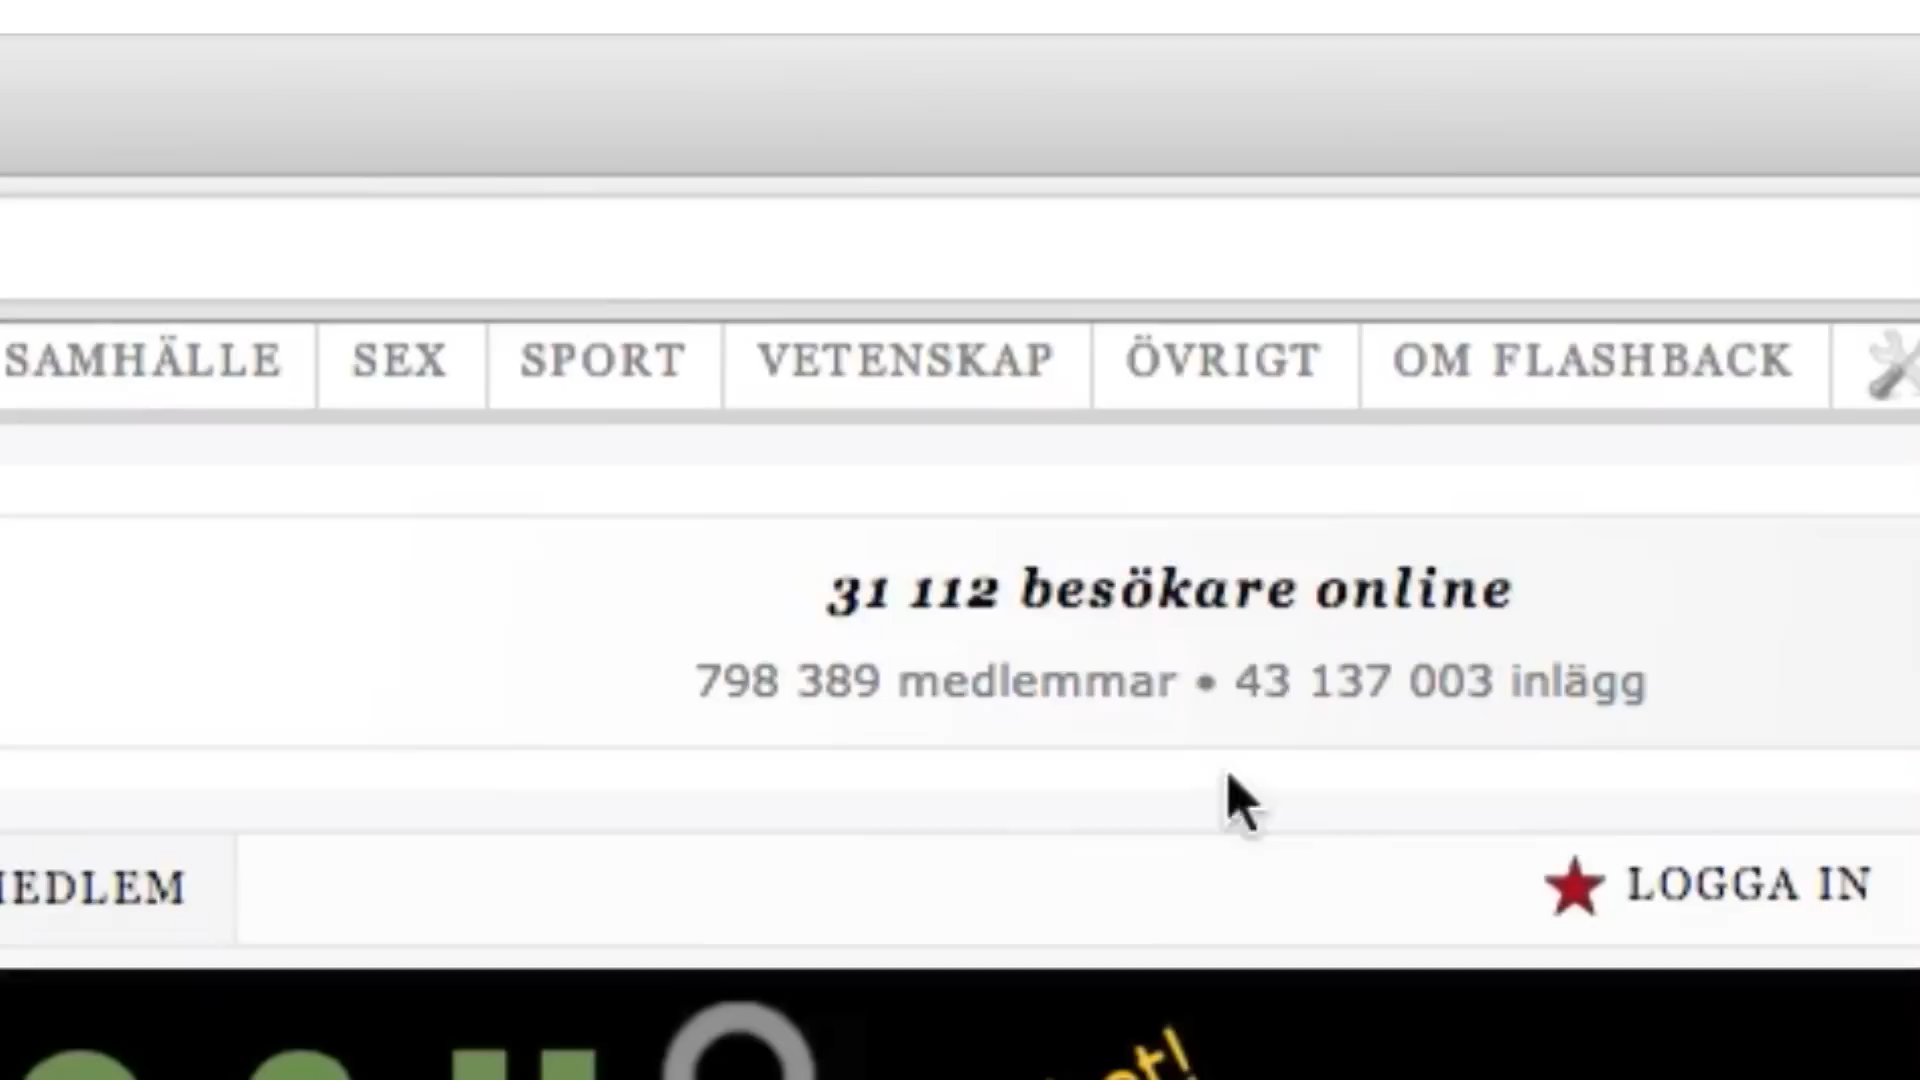 SAMHÄLLE SEX SPORT VETENSKAP ÖVRIGT OM FLASHBACK
31 112 besökare online
798 389 medlemmar • 43 137 003 inlägg
LOGGA IN